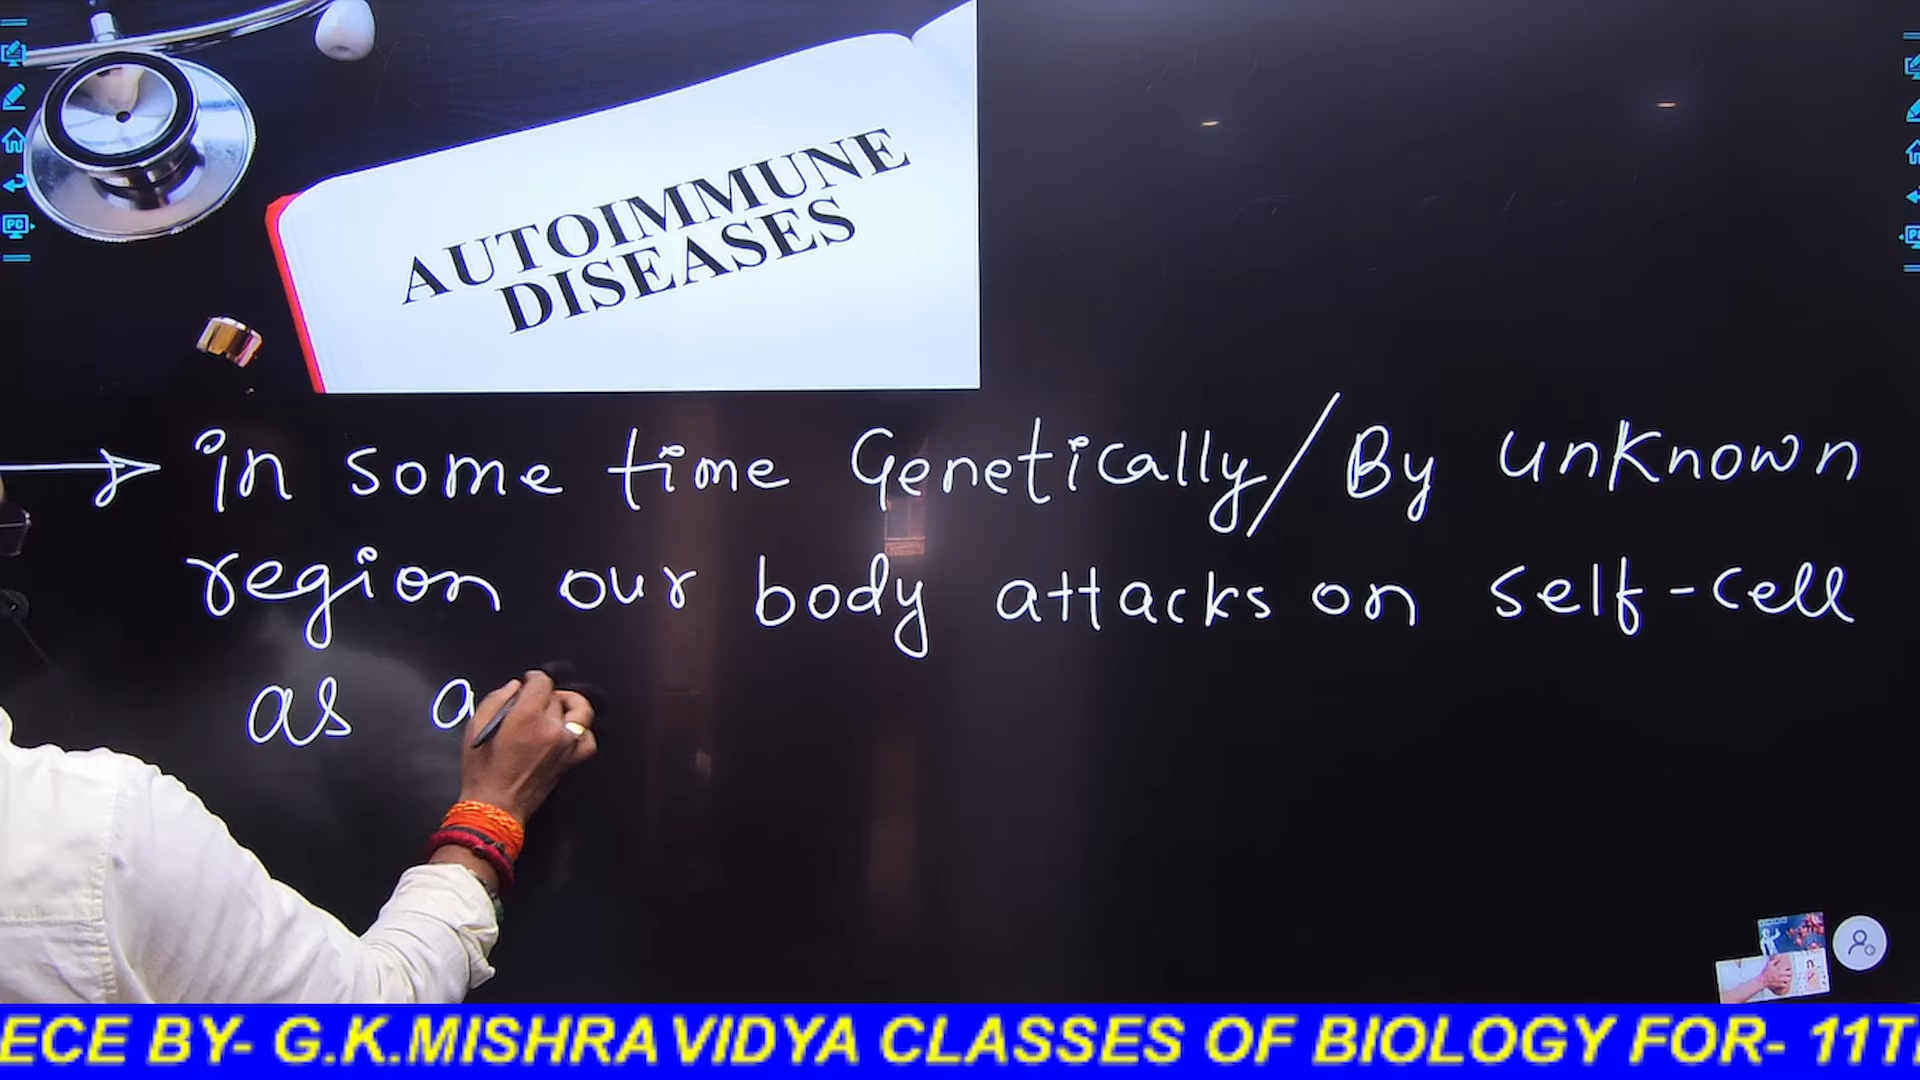 AUTOIMMUNE
DISEASES
in some time Genetically/By unknown
region our body attacks on self-cell
as a
ECE BY- G.K.MISHRA VIDYA CLASSES OF BIOLOGY FOR- 11T